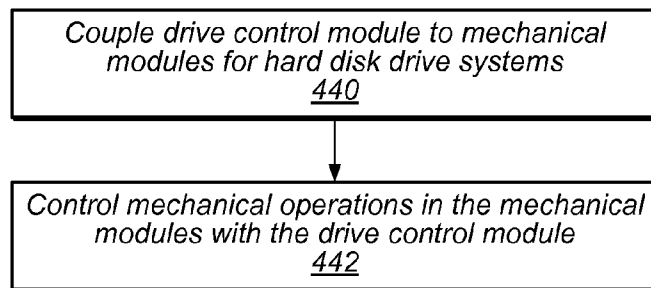 Couple drive control module to mechanical
modules for hard disk drive systems
440
Control mechanical operations in the mechanical
modules with the drive control module
442